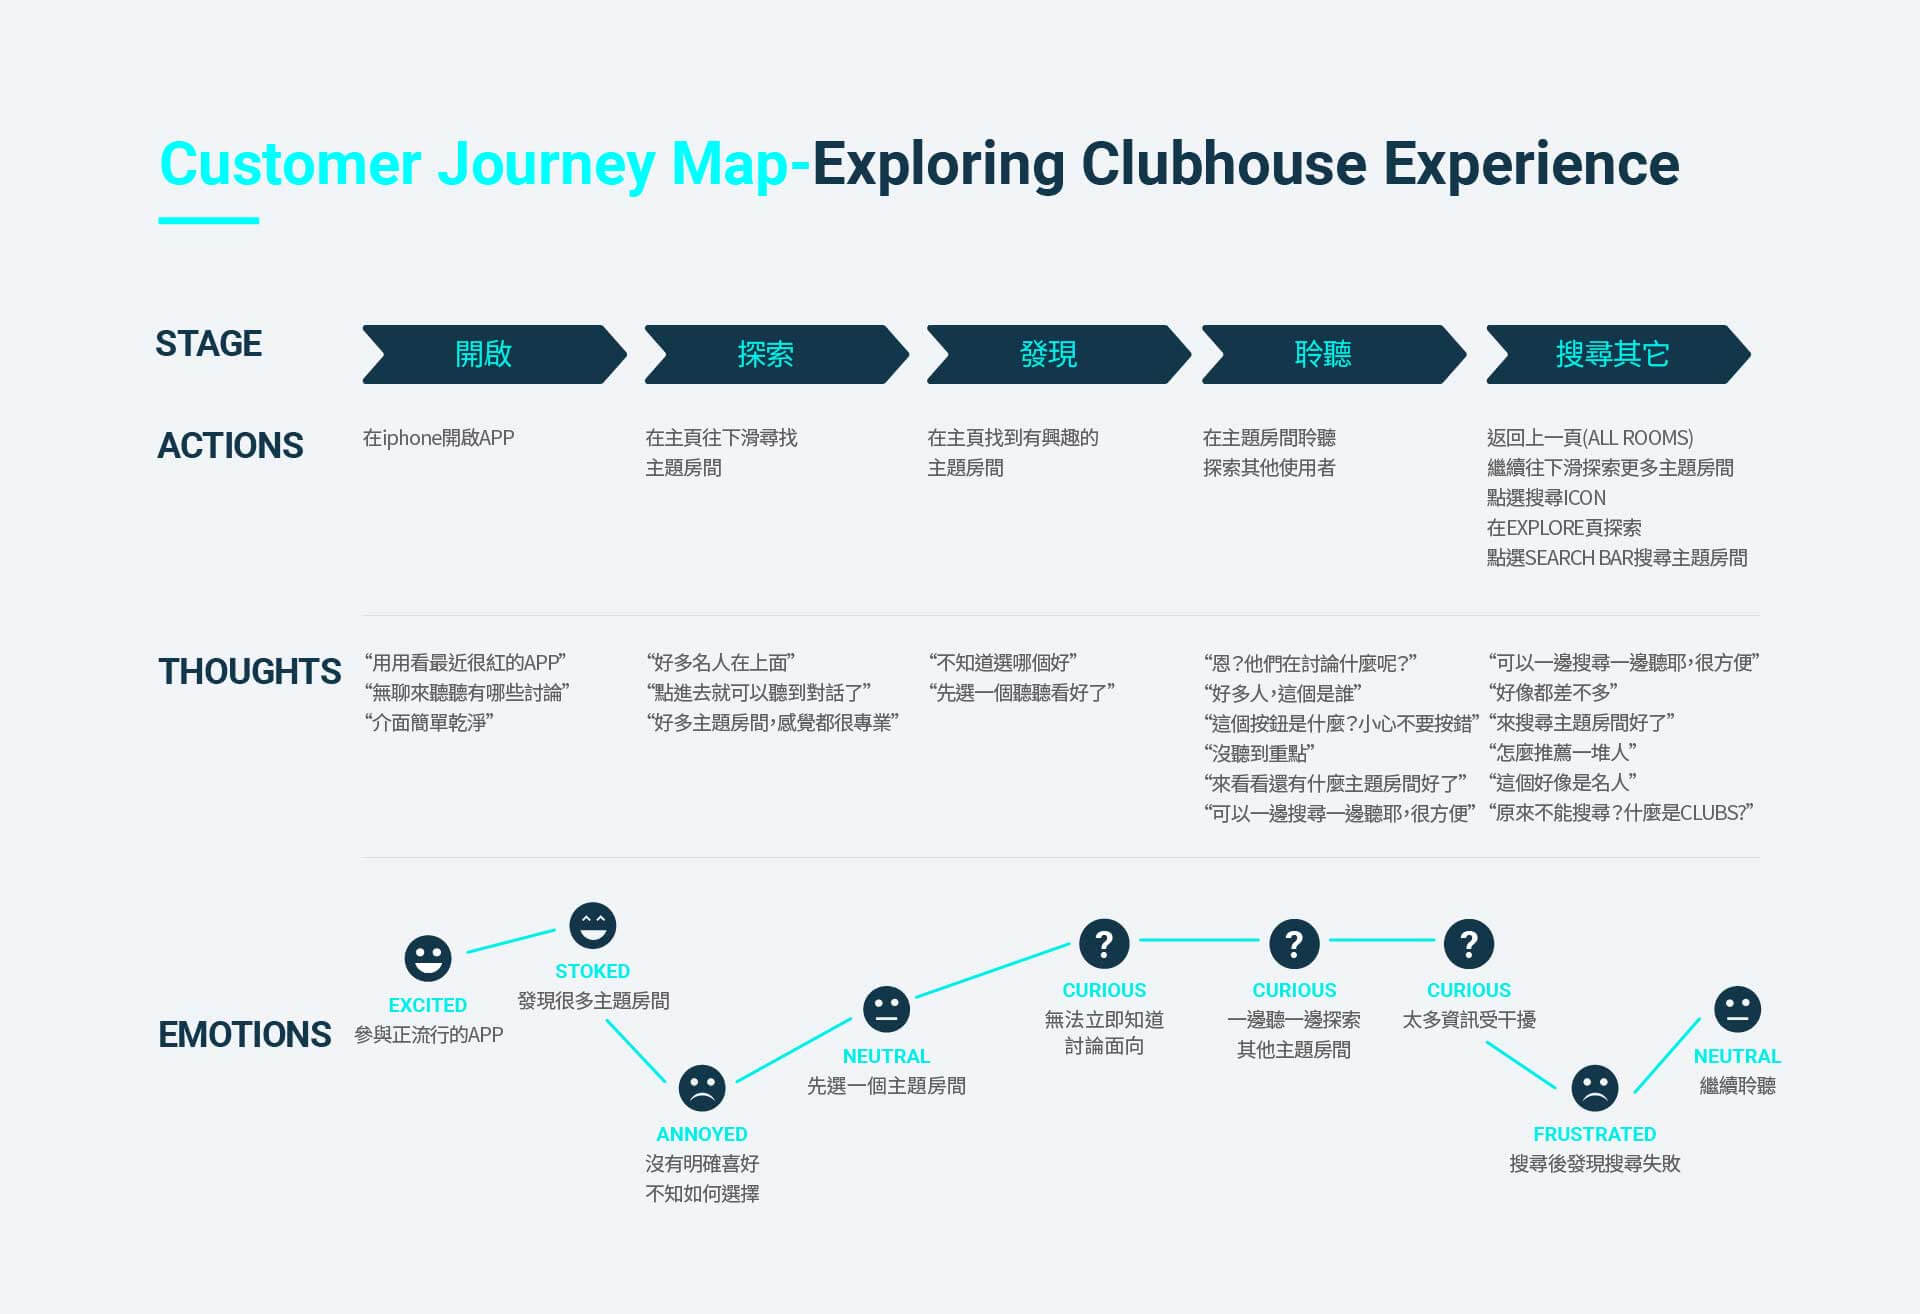 Customer Journey Map-Exploring Clubhouse Experience
STAGE
開啟
探索
發現
聆聽
搜尋其它
ACTIONS
在iphone開啟APP
在主頁往下滑尋找
主題房間
在主頁找到有興趣的
主題房間
在主題房間聆聽
探索其他使用者
返回上一頁(ALL ROOMS)
繼續往下滑探索更多主題房間
點選搜尋ICON
在EXPLORE頁探索
點選SEARCH BAR搜尋主題房間
THOUGHTS
“用用看最近很紅的APP”
“無聊來聽聽有哪些討論”
“介面簡單乾淨”
“好多名人在上面”
“點進去就可以聽到對話了”
“好多主題房間，感覺都很專業”
“不知道選哪個好”
“先選一個聽聽看好了”
“恩？他們在討論什麼呢？”
“好多人，這個是誰”
“這個按鈕是什麼？小心不要按錯”
“沒聽到重點”
“來看看還有什麼主題房間好了”
“可以一邊搜尋一邊聽耶，很方便”
“可以一邊搜尋一邊聽耶，很方便”
“好像都差不多”
“來搜尋主題房間好了”
“怎麼推薦一堆人”
“這個好像是名人”
“原來不能搜尋？什麼是CLUBS?”
EMOTIONS
EXCITED
參與正流行的APP
STOKED
發現很多主題房間
ANNOYED
沒有明確喜好
不知如何選擇
NEUTRAL
先選一個主題房間
?
CURIOUS
無法立即知道
討論面向
?
CURIOUS
一邊聽一邊探索
其他主題房間
?
CURIOUS
太多資訊受干擾
FRUSTRATED
搜尋後發現搜尋失敗
NEUTRAL
繼續聆聽